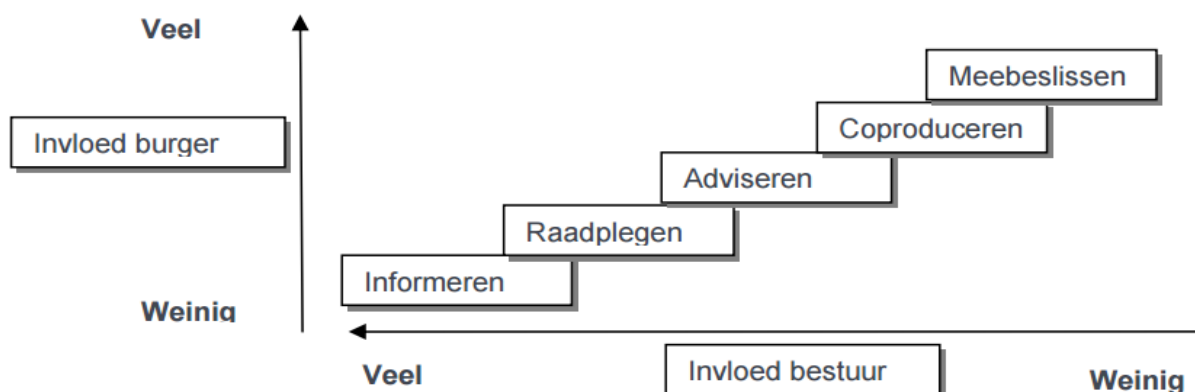 Veel
Meebeslissen
Invloed burger
Coproduceren
Adviseren
Raadplegen
Informeren
Weinig
Veel
Invloed bestuur
Weinig